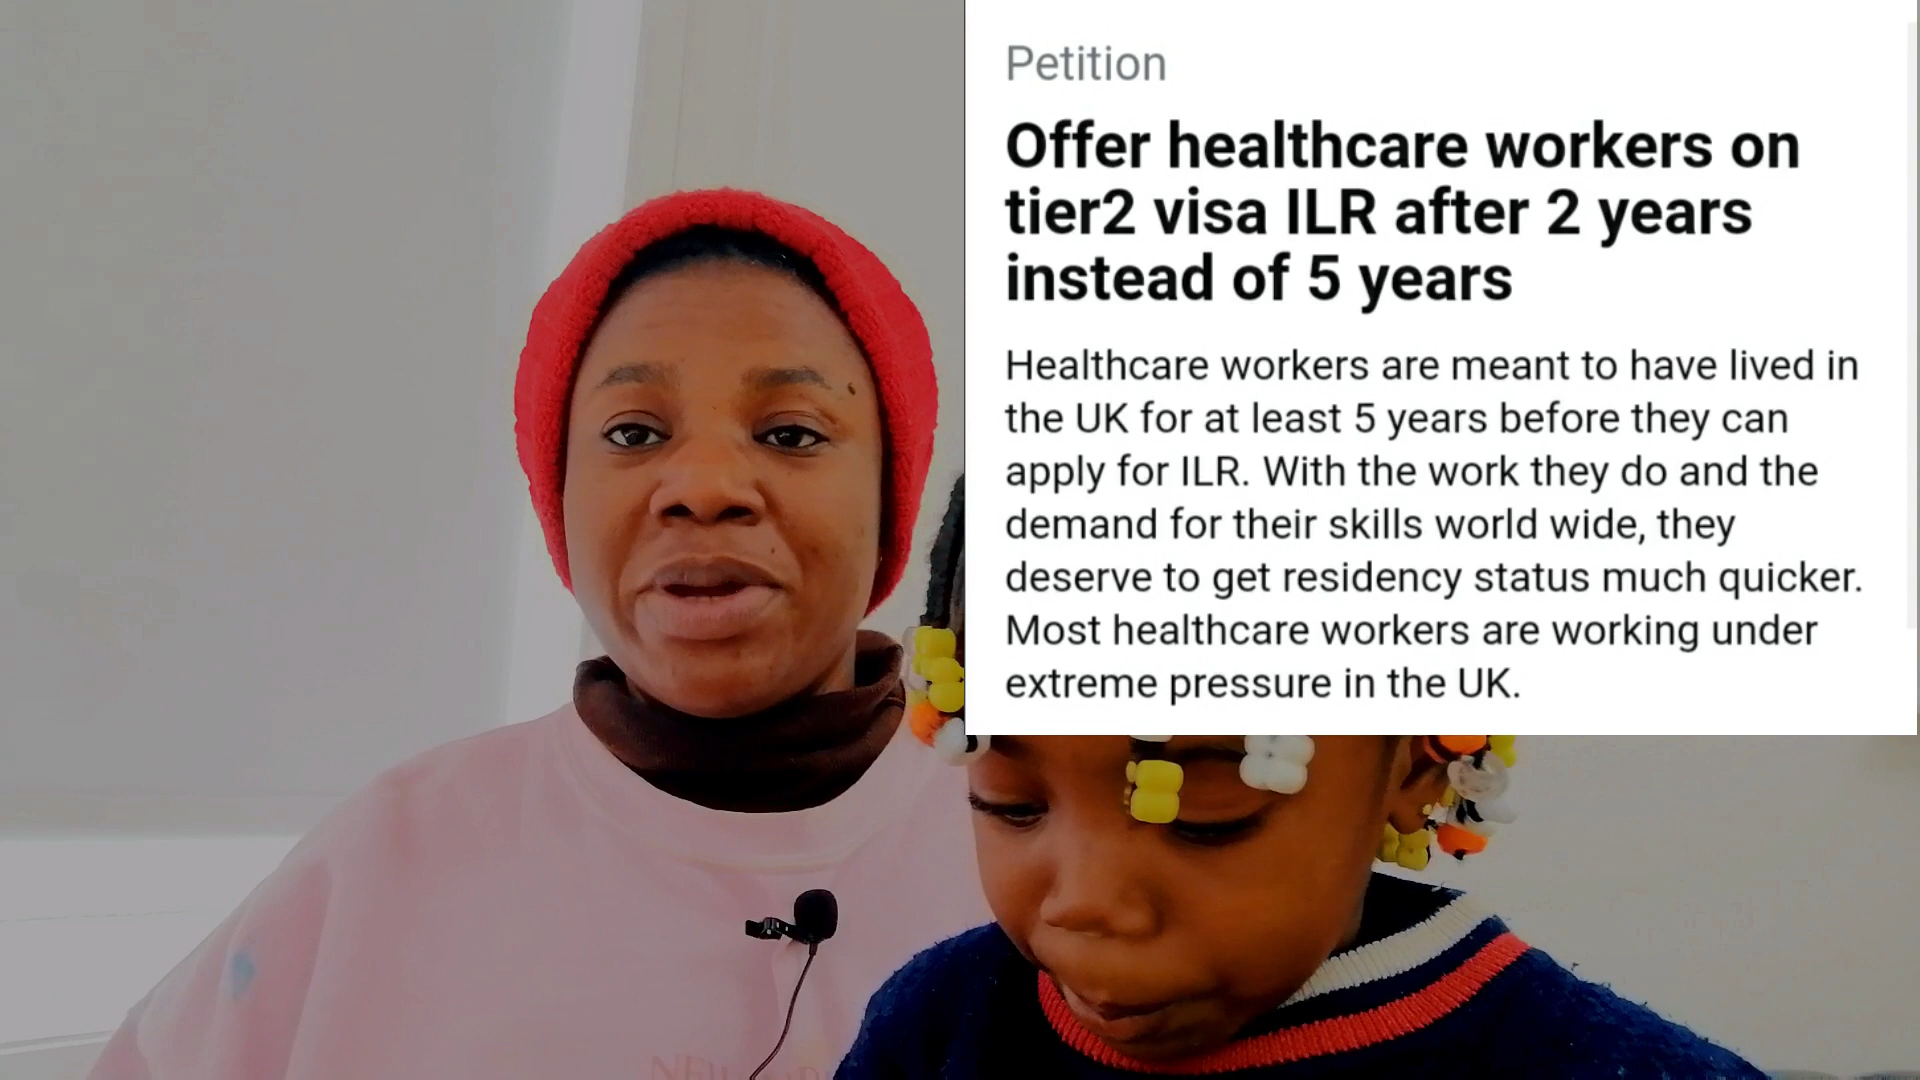 Petition
Offer healthcare workers on
tier2 visa ILR after 2 years
instead of 5 years
Healthcare workers are meant to have lived in
the UK for at least 5 years before they can
apply for ILR. With the work they do and the
demand for their skills world wide, they
deserve to get residency status much quicker.
Most healthcare workers are working under
extreme pressure in the UK.